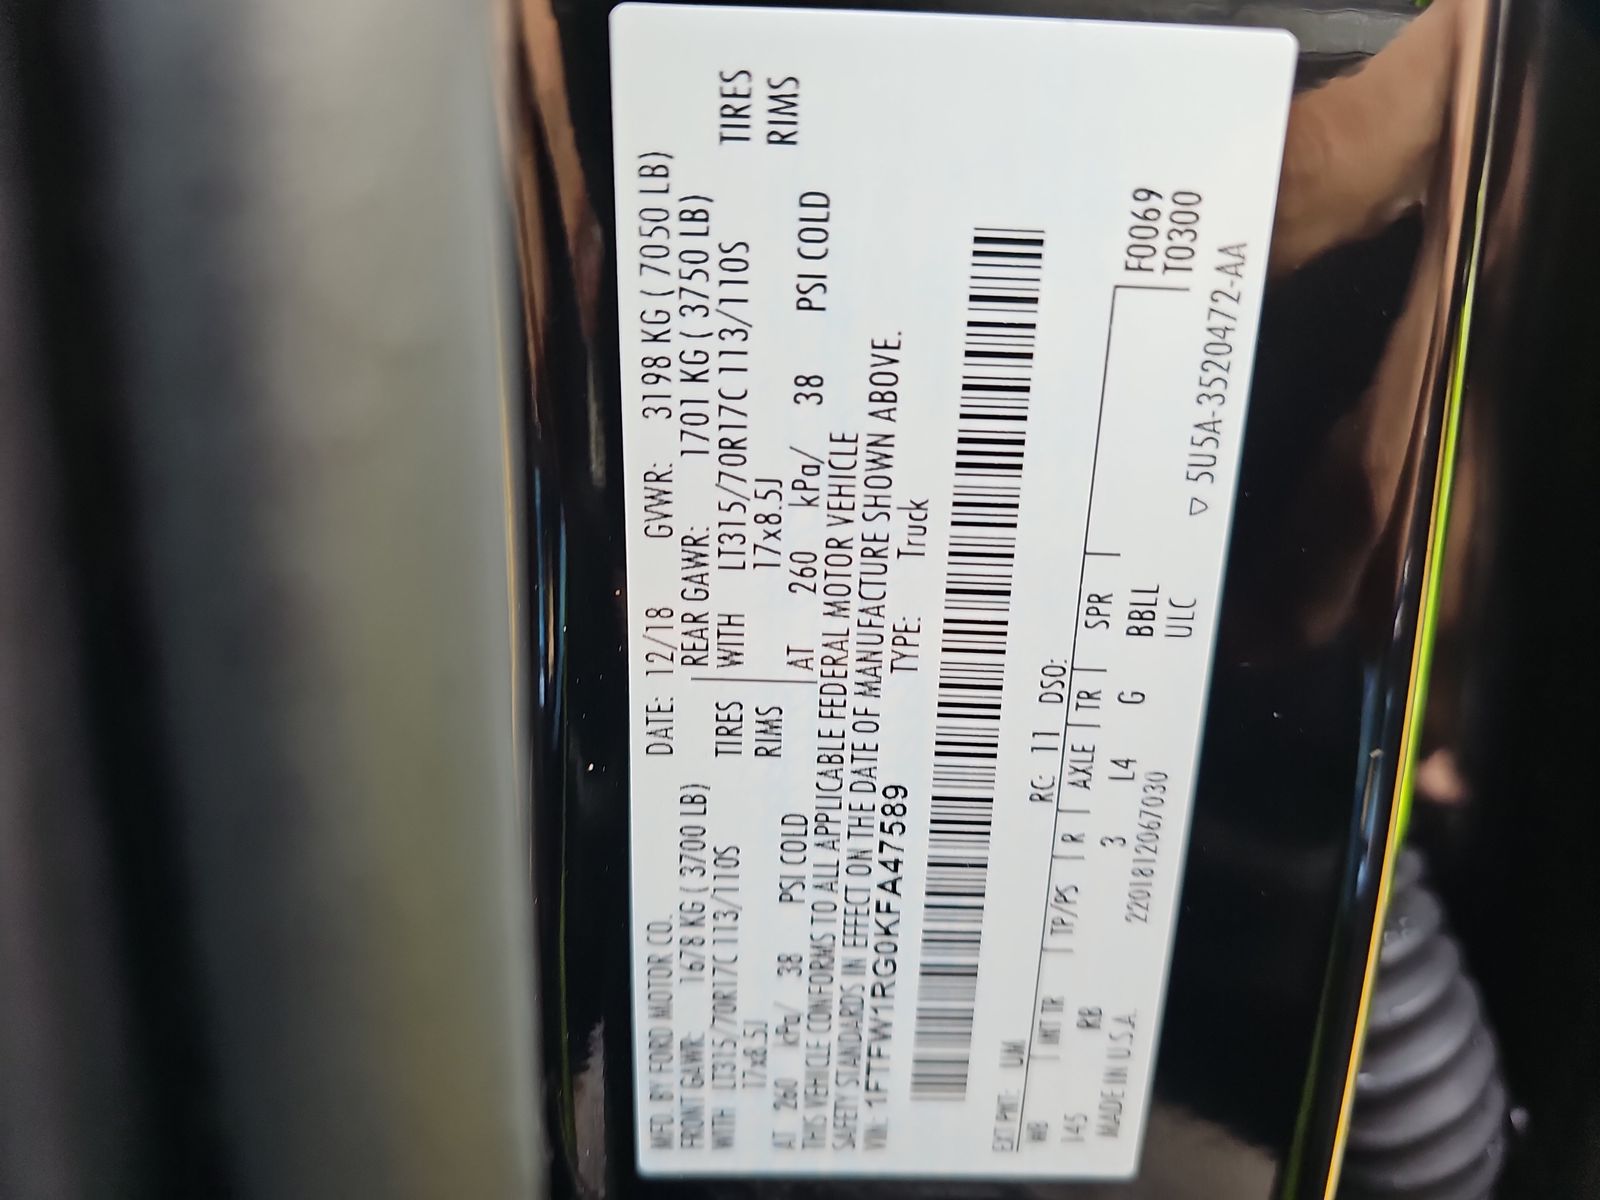 MFD. BY FORD MOTOR CO.
DATE: 12/18 GVWR: 3198 KG ( 7050 LB)
FRONT GAWR: 1678 KG ( 3700 LB)
REAR GAWR: 1701 KG ( 3750 LB)
WITH LT315/70R17C 113/110S TIRES
WITH LT315/70R17C 113/110S TIRES
17x8.5J RIMS
17x8.5J RIMS
AT 260 kPa/ 38 PSI COLD
AT 260 kPa/ 38 PSI COLD
THIS VEHICLE CONFORMS TO ALL APPLICABLE FEDERAL MOTOR VEHICLE
SAFETY STANDARDS IN EFFECT ON THE DATE OF MANUFACTURE SHOWN ABOVE.
VIN: 1FTFW1RG0KFA47589 TYPE: Truck
EXT PNT: UM RC: 11 DSO:
WB INT TR TP/PS R AXLE TR SPR
145 RB 3 L4 G BBLL F0069
ULC T0300
MADE IN U.S.A. 2201812067030
▽ 5U5A-3520472-AA